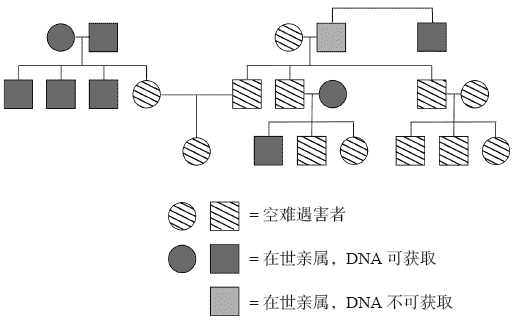 = 空难遇害者
= 在世亲属，DNA 可获取
= 在世亲属，DNA 不可获取